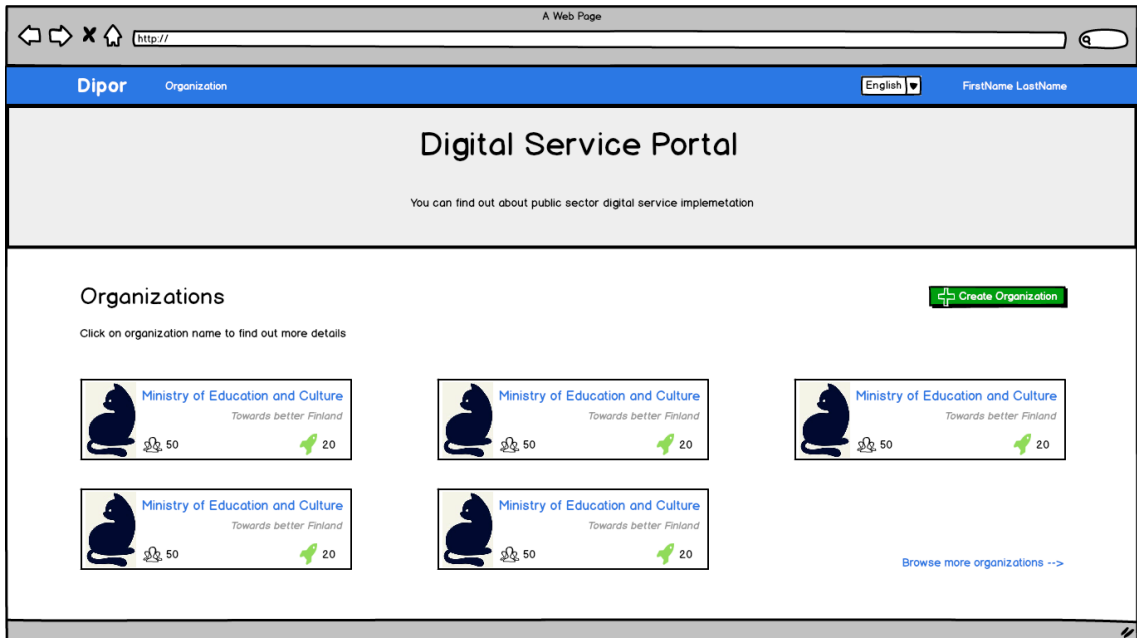 A Web Page
http://
Dipor Organization English FirstName LastName
Digital Service Portal
You can find out about public sector digital service implemetation
Organizations
Create Organization
Click on organization name to find out more details
Ministry of Education and Culture
Towards better Finland
50 20
Ministry of Education and Culture
Towards better Finland
50 20
Ministry of Education and Culture
Towards better Finland
50 20
Ministry of Education and Culture
Towards better Finland
50 20
Ministry of Education and Culture
Towards better Finland
50 20
Browse more organizations -->